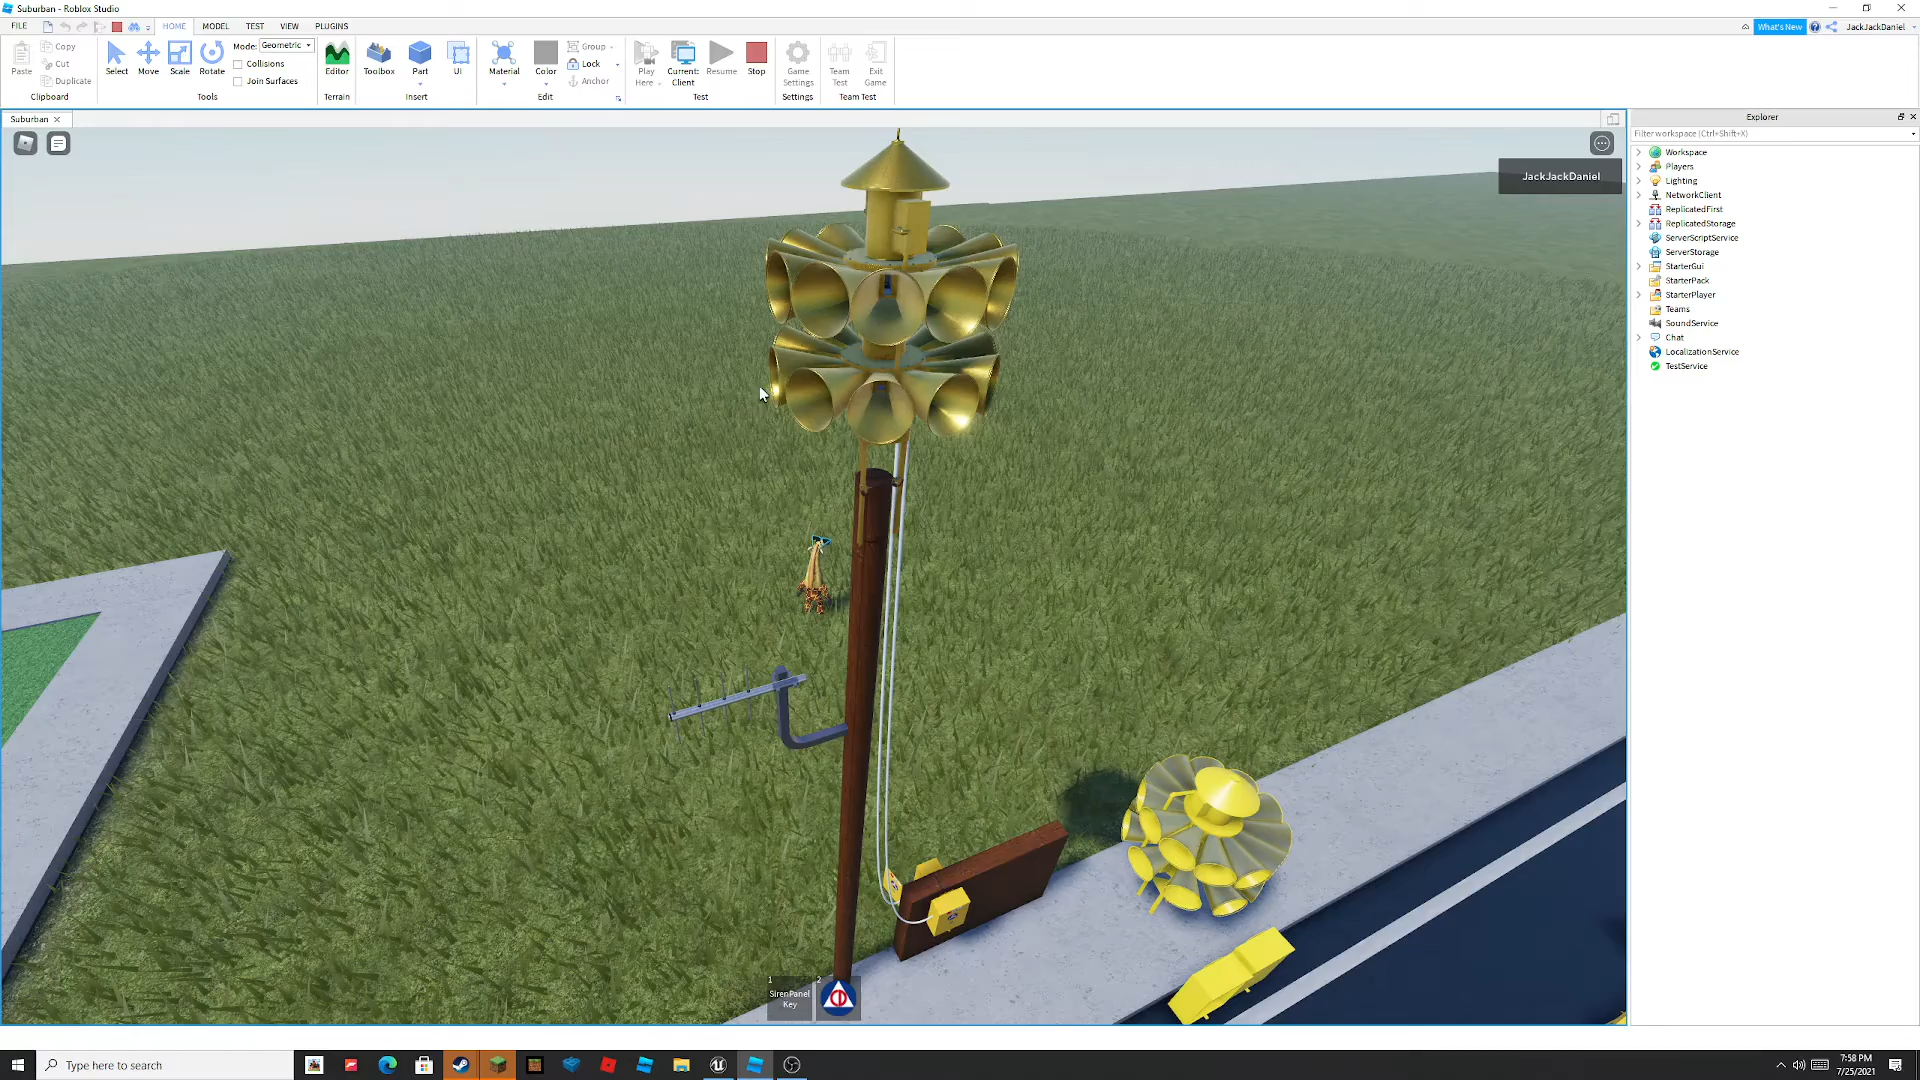 Suburban - Roblox Studio
FILE HOME MODEL TEST VIEW PLUGINS
What's New JackJackDaniel
Paste Copy Cut Duplicate Clipboard
Select Move Scale Rotate Mode: Geometric Collisions Join Surfaces Tools
Editor Terrain
Toolbox Part UI Insert
Material Color Group Lock Anchor Edit
Play Here Current: Client Resume Stop Test
Game Settings Settings
Team Test Exit Game Team Test
Suburban
Explorer
Filter workspace (Ctrl+Shift+X)
Workspace
Players
Lighting
NetworkClient
ReplicatedFirst
ReplicatedStorage
ServerScriptService
ServerStorage
StarterGui
StarterPack
StarterPlayer
Teams
SoundService
Chat
LocalizationService
TestService
JackJackDaniel
1
SirenPanel
Key
2
Type here to search
7:58 PM
7/25/2021